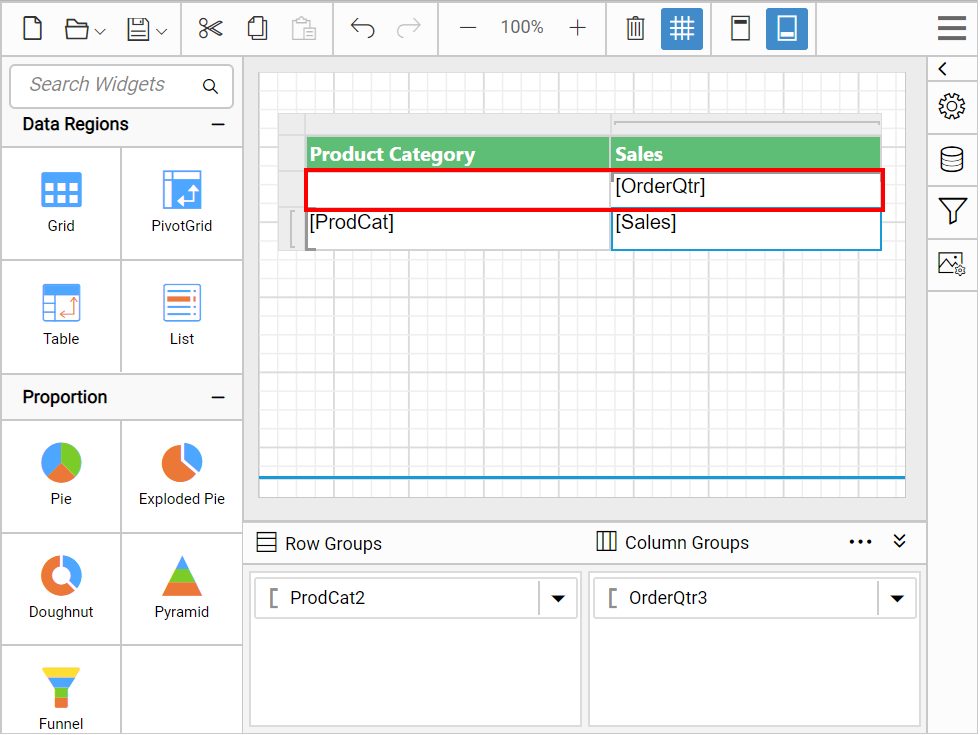 100%
Search Widgets
Data Regions
Grid
PivotGrid
Table
List
Proportion
Pie
Exploded Pie
Doughnut
Pyramid
Funnel
Product Category
Sales
[OrderQtr]
[ProdCat]
[Sales]
Row Groups
Column Groups
ProdCat2
OrderQtr3